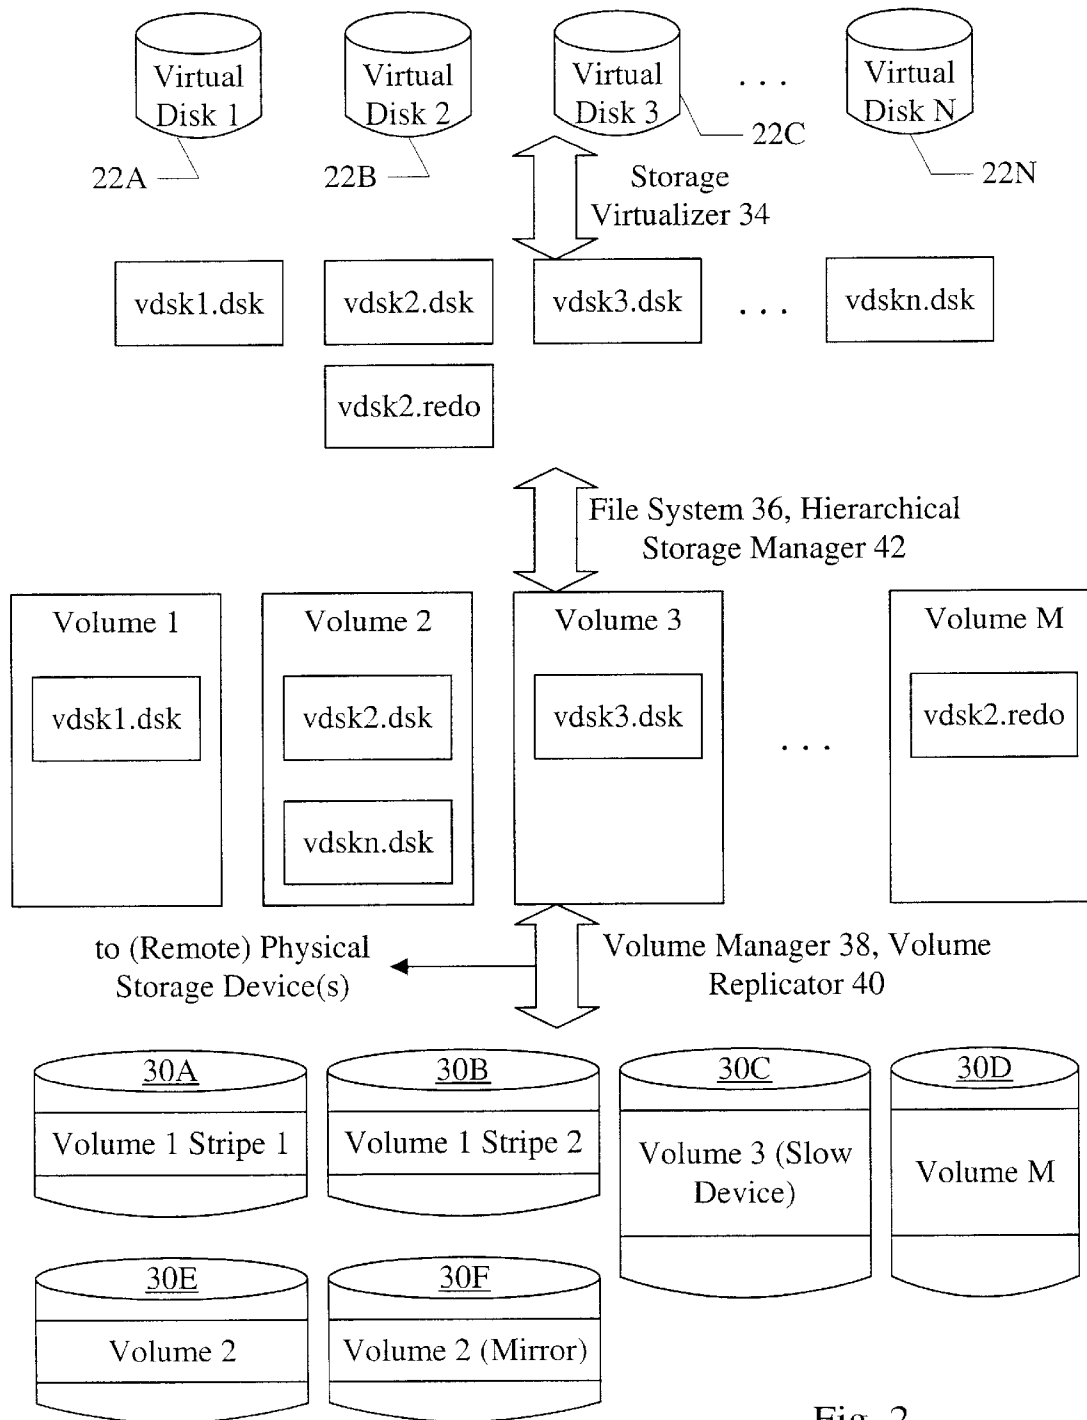 Virtual Disk 1
Virtual Disk 2
Virtual Disk 3
. . .
Virtual Disk N
22A
22B
22C
22N
Storage
Virtualizer 34
vdsk1.dsk
vdsk2.dsk
vdsk3.dsk
. . .
vdskn.dsk
vdsk2.redo
File System 36, Hierarchical
Storage Manager 42
Volume 1
Volume 2
Volume 3
Volume M
vdsk1.dsk
vdsk2.dsk
vdsk3.dsk
. . .
vdsk2.redo
vdskn.dsk
to (Remote) Physical
Storage Device(s)
Volume Manager 38, Volume
Replicator 40
30A
30B
30C
30D
Volume 1 Stripe 1
Volume 1 Stripe 2
Volume 3 (Slow
Device)
Volume M
30E
30F
Volume 2
Volume 2 (Mirror)
Fig. 2